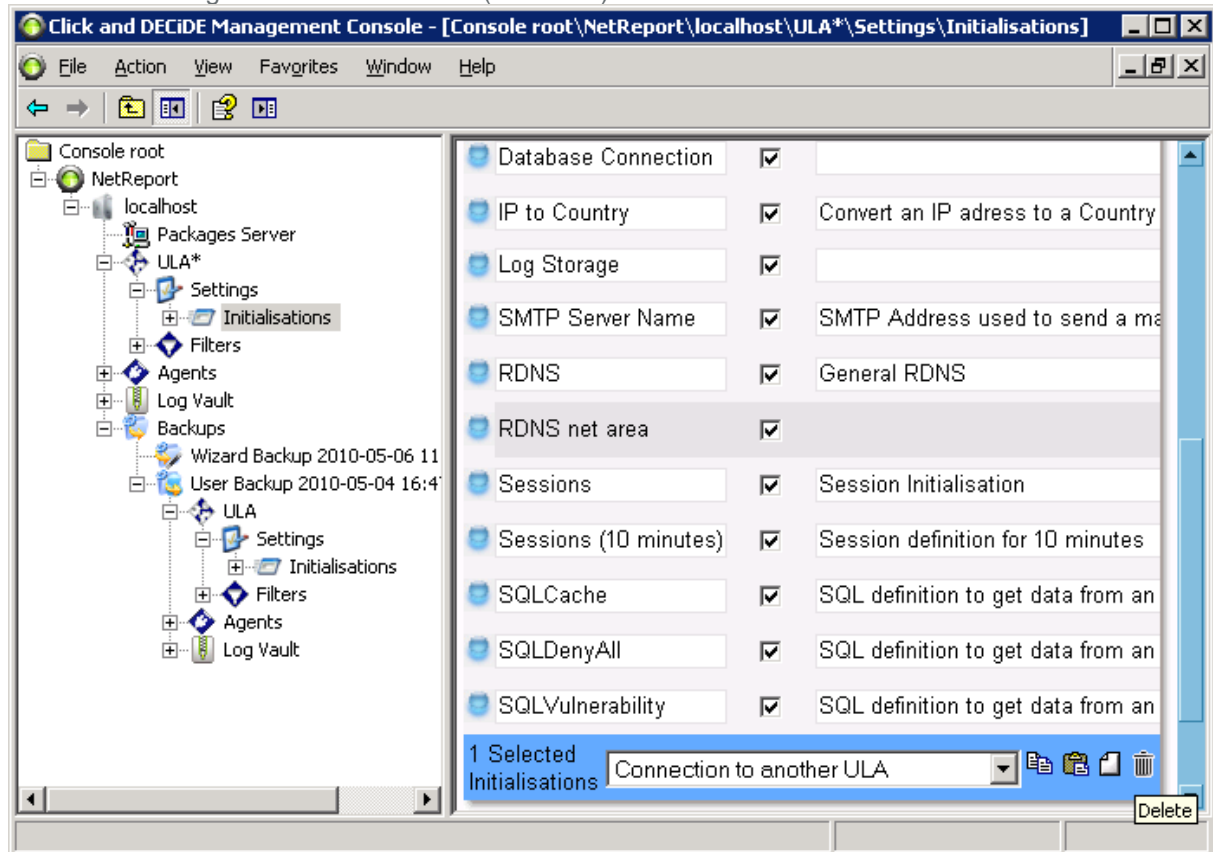 Click and DECiDE Management Console - [Console root\NetReport\localhost\ULA*\Settings\Initialisations]
File Action View Favorites Window Help
Console root
NetReport
localhost
Packages Server
ULA*
Settings
Initialisations
Filters
Agents
Log Vault
Backups
Wizard Backup 2010-05-06 11
User Backup 2010-05-04 16:4
ULA
Settings
Initialisations
Filters
Agents
Log Vault
Database Connection
IP to Country Convert an IP adress to a Country
Log Storage
SMTP Server Name SMTP Address used to send a ma
RDNS General RDNS
RDNS net area
Sessions Session Initialisation
Sessions (10 minutes) Session definition for 10 minutes
SQLCache SQL definition to get data from an
SQLDenyAll SQL definition to get data from an
SQLVulnerability SQL definition to get data from an
1 Selected
Initialisations Connection to another ULA
Delete